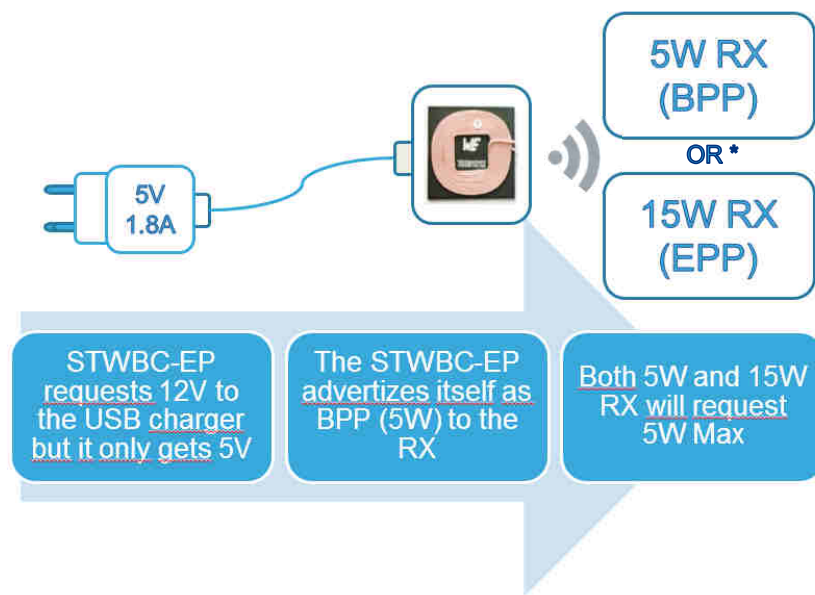 5W RX
(BPP)
OR *
5V
1.8A
15W RX
(EPP)
STWBC-EP
requests 12V to
the USB charger
but it only gets 5V
The STWBC-EP
advertizes itself as
BPP (5W) to the
RX
Both 5W and 15W
RX will request
5W Max